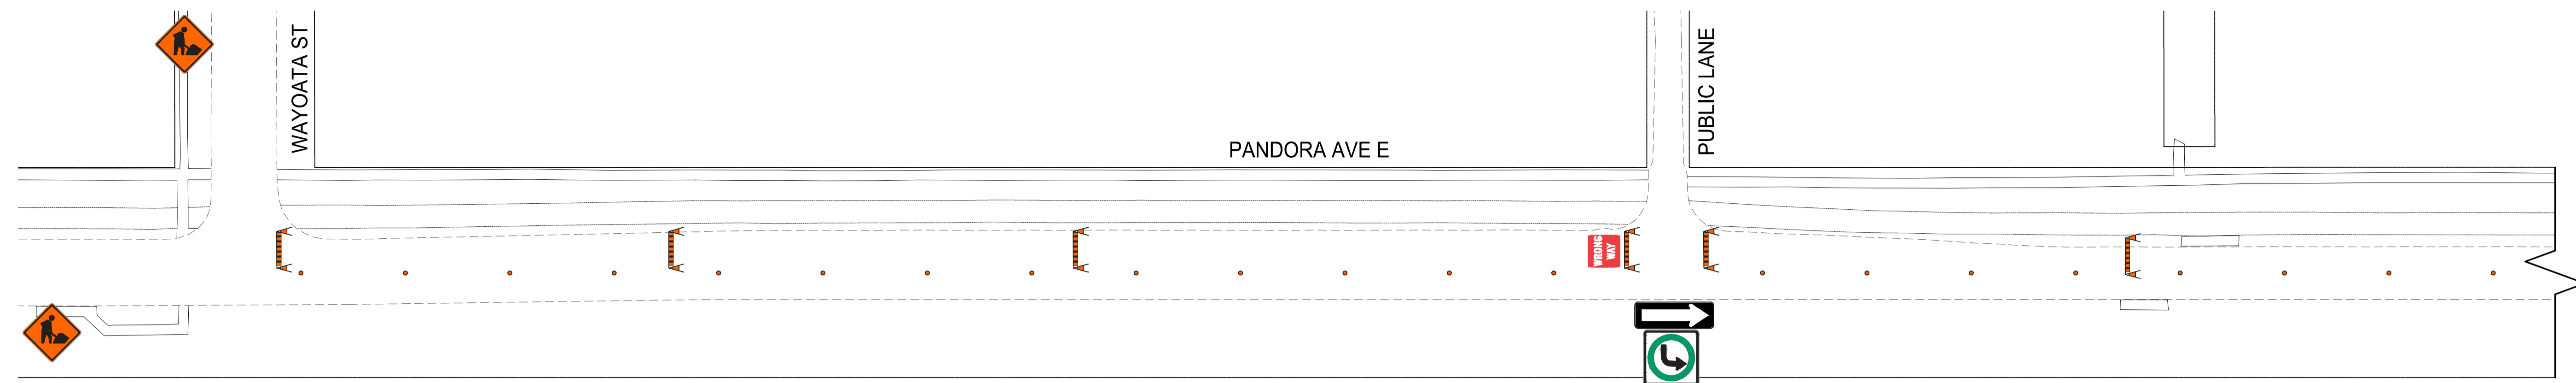 WAYOATA ST
PANDORA AVE E
WRONG
WAY
PUBLIC LANE